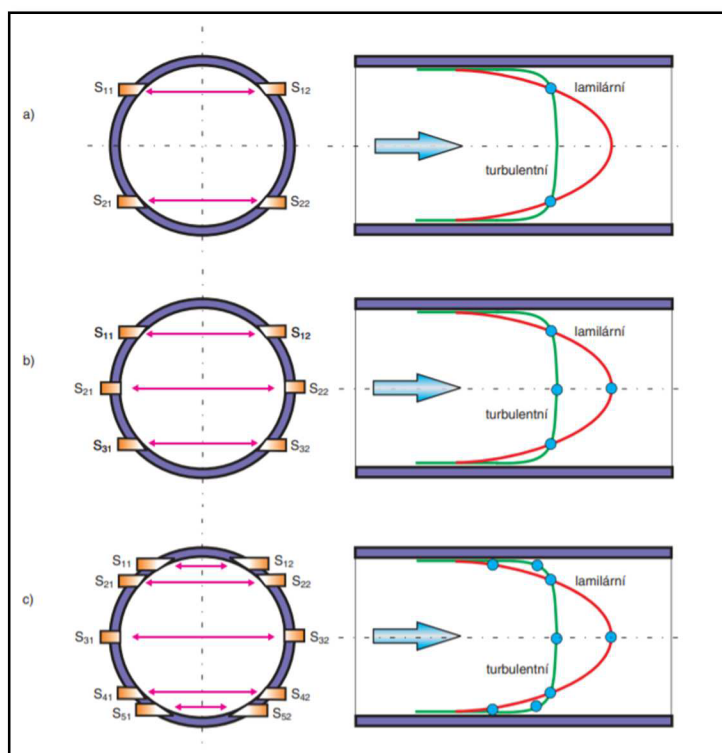 S11 S12
lamilární
a)
turbulentní
S21 S22
S11 S12
lamilární
b)
S21 S22
turbulentní
S31 S32
S11 S12
lamilární
S21 S22
c)
S31 S32
turbulentní
S41 S42
S51 S52